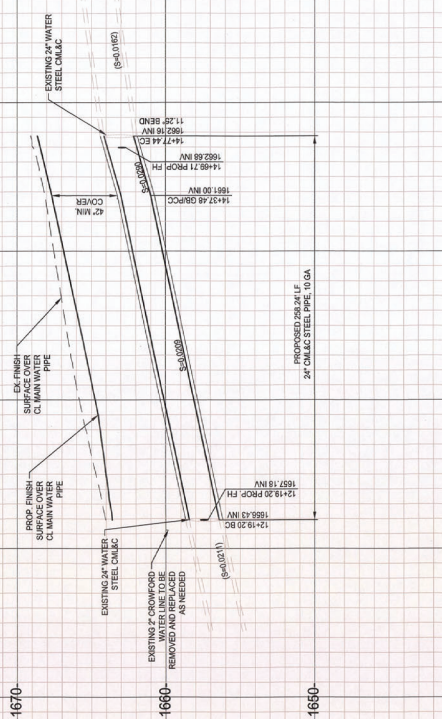 EXISTING 24" WATER
STEEL CML&C
(S=0.0162)
11.25° BEND
1662.16 INV
14+77.44 EC
1662.68 INV
14+69.71 PROP FH
S=0.0290
1661.00 INV
14+37.48 GB/PCC
42" MIN.
COVER
EX. FINISH
SURFACE OVER
CL MAIN WATER
PIPE
S=0.0209
PROPOSED 258.24' LF
24" CML&C STEEL PIPE, 10 GA
PROP. FINISH
SURFACE OVER
CL MAIN WATER
PIPE
EXISTING 24" WATER
STEEL CML&C
1657.18 INV
12+19.20 PROP. FH
1656.43 INV
12+19.20 BC
EXISTING 2" CROWFORD
WATER LINE TO BE
REMOVED AND REPLACED
AS NEEDED
(S=0.0211)
1670
1660
1650